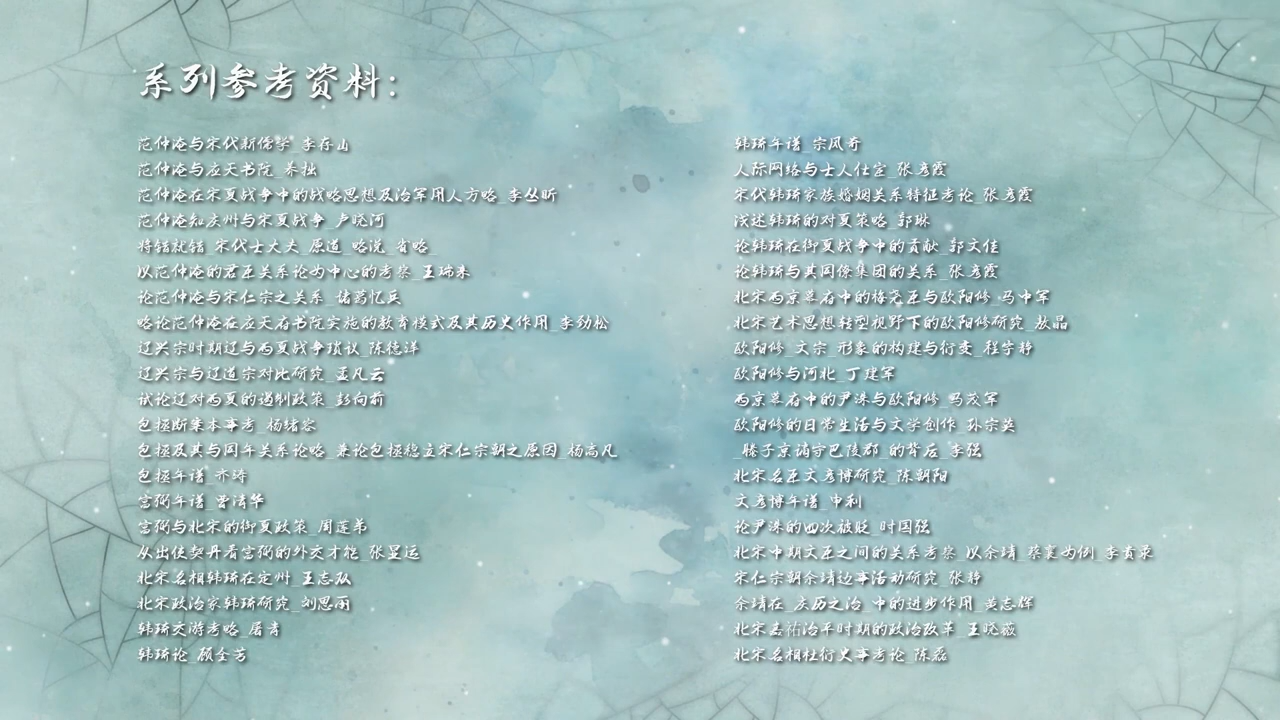 系列参考资料：
范仲淹与宋代新儒学_李存山
范仲淹与应天书院_养拙
范仲淹在宋夏战争中的战略思想及治军用人方略_李丛昕
范仲淹知庆州与宋夏战争_卢晓河
将错就错_宋代士大夫_原道_略说_省略_
以范仲淹的君臣关系论为中心的考察_王瑞来
论范仲淹与宋仁宗之关系_诸葛忆兵
略论范仲淹在应天府书院实施的教育模式及其历史作用_李劲松
辽兴宗时期辽与西夏战争琐议_陈德洋
辽兴宗与辽道宗对比研究_孟凡云
试论辽对西夏的遏制政策_彭向前
包拯断案本事考_杨绪容
包拯及其与同年关系论略_兼论包拯稳立宋仁宗朝之原因_杨高凡
包拯年谱_齐涛
富弼年谱_曹清华
富弼与北宋的御夏政策_周莲弟
从出使契丹看富弼的外交才能_张显运
北宋名相韩琦在定州_王志队
北宋政治家韩琦研究_刘思丽
韩琦交游考略_屠青
韩琦论_顾全芳
韩琦年谱_宗凤奇
人际网络与士人仕宦_张彦霞
宋代韩琦家族婚姻关系特征考论_张彦霞
浅述韩琦的对夏策略_郭琳
论韩琦在御夏战争中的贡献_郭文佳
论韩琦与其同僚集团的关系_张彦霞
北宋西京幕府中的梅尧臣与欧阳修_马中军
北宋艺术思想转型视野下的欧阳修研究_敖晶
欧阳修_文宗_形象的构建与衍变_程宇静
欧阳修与河北_丁建军
西京幕府中的尹洙与欧阳修_马茂军
欧阳修的日常生活与文学创作_孙宗英
_滕子京谪守巴陵郡_的背后_李强
北宋名臣文彦博研究_陈朝阳
文彦博年谱_申利
论尹洙的四次被贬_时国强
北宋中期文臣之间的关系考察_以余靖_蔡襄为例_李贵录
宋仁宗朝余靖边事活动研究_张静
余靖在_庆历之治_中的进步作用_黄志辉
北宋嘉祐治平时期的政治改革_王晓薇
北宋名相杜衍史事考论_陈磊